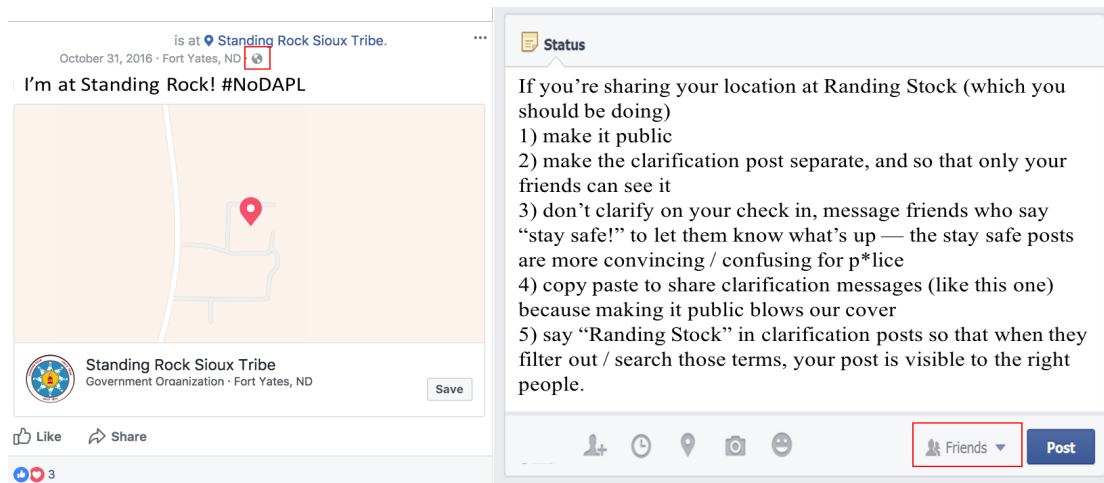 is at Standing Rock Sioux Tribe.
October 31, 2016 · Fort Yates, ND ·
I’m at Standing Rock! #NoDAPL
Standing Rock Sioux Tribe
Government Organization · Fort Yates, ND
Save
Like Share
3
Status
If you’re sharing your location at Randing Stock (which you
should be doing)
1) make it public
2) make the clarification post separate, and so that only your
friends can see it
3) don’t clarify on your check in, message friends who say
“stay safe!” to let them know what’s up — the stay safe posts
are more convincing / confusing for p*lice
4) copy paste to share clarification messages (like this one)
because making it public blows our cover
5) say “Randing Stock” in clarification posts so that when they
filter out / search those terms, your post is visible to the right
people.
Friends Post